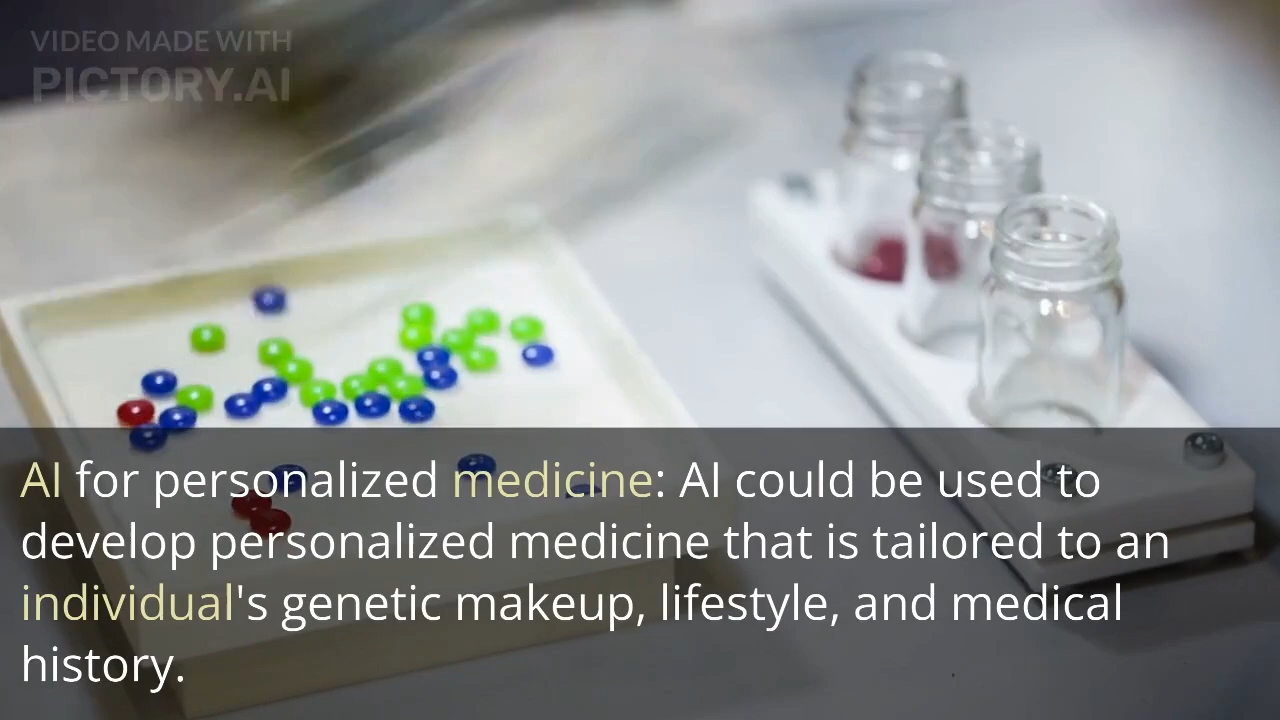 VIDEO MADE WITH
PICTORY.AI
AI for personalized medicine: AI could be used to
develop personalized medicine that is tailored to an
individual's genetic makeup, lifestyle, and medical
history.